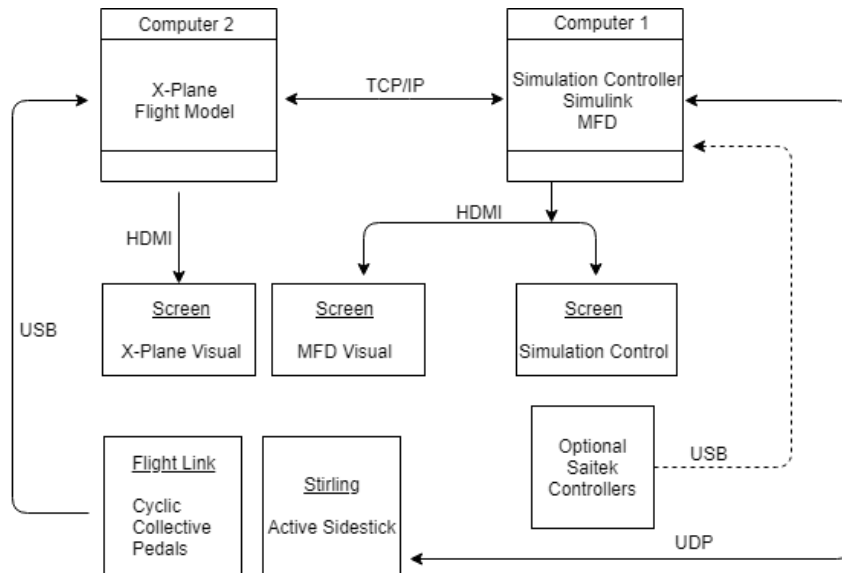 Computer 2
X-Plane
Flight Model
TCP/IP
Computer 1
Simulation Controller
Simulink
MFD
HDMI
HDMI
USB
Screen
X-Plane Visual
Screen
MFD Visual
Screen
Simulation Control
Flight Link
Cyclic
Collective
Pedals
Stirling
Active Sidestick
Optional
Saitek
Controllers
USB
UDP